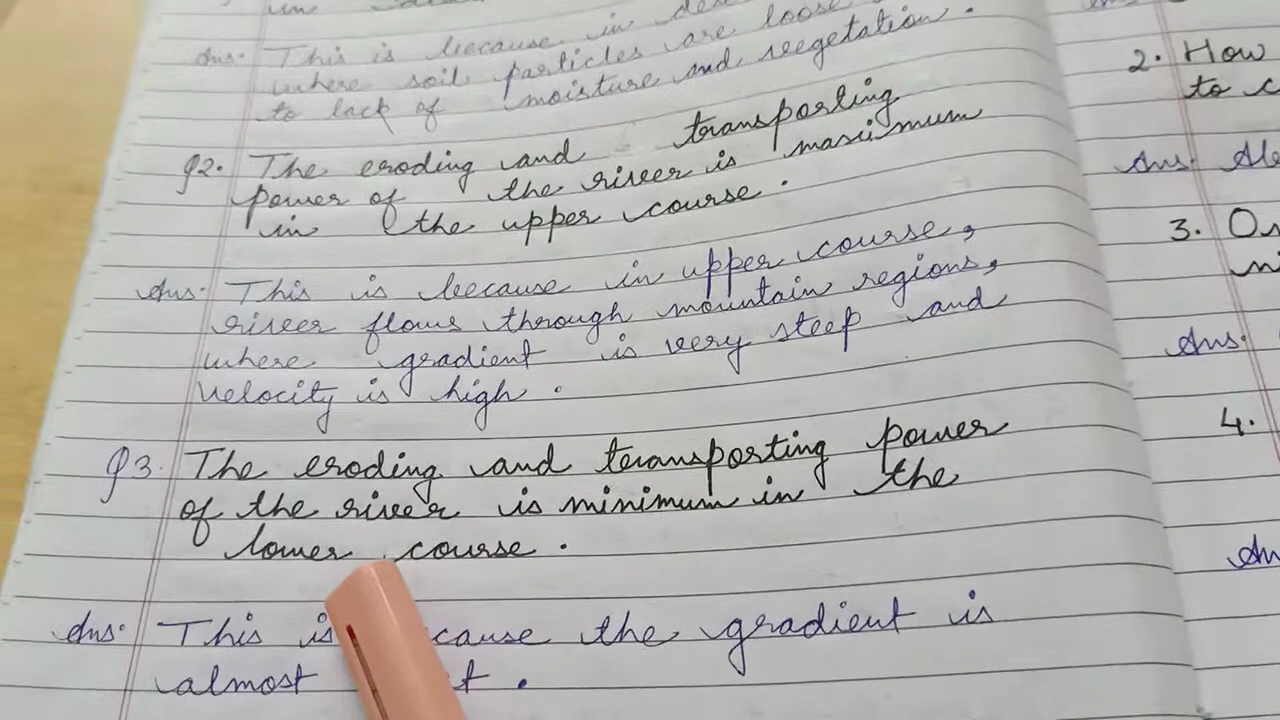 in
Ans. This is because in
where soil particles are loose
to lack of moisture and vegetation.
Q2. The eroding and transporting
power of the river is maximum
in the upper course.
Ans. This is because in upper course,
river flows through mountain regions,
where gradient is very steep and
velocity is high.
Q3. The eroding and transporting power
of the river is minimum in the
lower course.
Ans. This is cause the gradient is
almost t.
2. How
to c
Ans.
3.
Ans.
4.